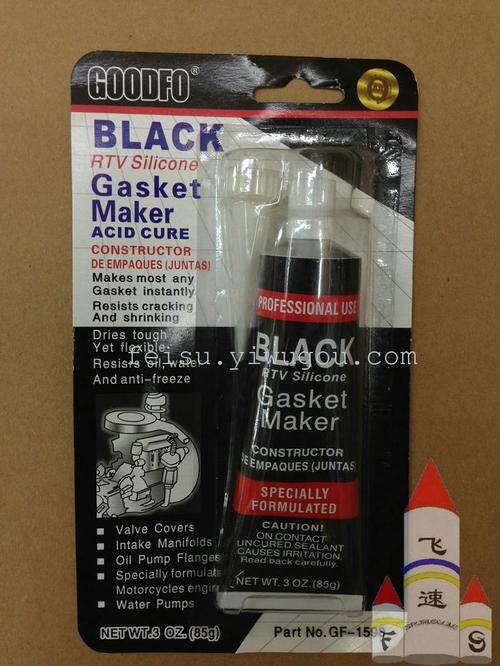 GOODFO®
BLACK
RTV Silicone
Gasket
Maker
ACID CURE
CONSTRUCTOR
DE EMPAQUES (JUNTAS)
Makes most any
Gasket instantly
Resists cracking
And shrinking
Dries tough
Yet flexible
Resists oil, wate
And anti-freeze
Valve Covers
Intake Manifolds
Oil Pump Flanges
Specially formulate
Motorcycles engin
Water Pumps
NET WT.3 OZ. (85g)
PROFESSIONAL USE
BLACK
RTV Silicone
Gasket
Maker
CONSTRUCTOR
DE EMPAQUES (JUNTAS)
SPECIALLY
FORMULATED
CAUTION!
ON CONTACT
UNCURED SEALANT
CAUSES IRRITATION.
Read back carefully.
NET WT. 3 OZ. (85g)
Part No.GF-1598
feisu.yiwugou.com
飞
速
F
S